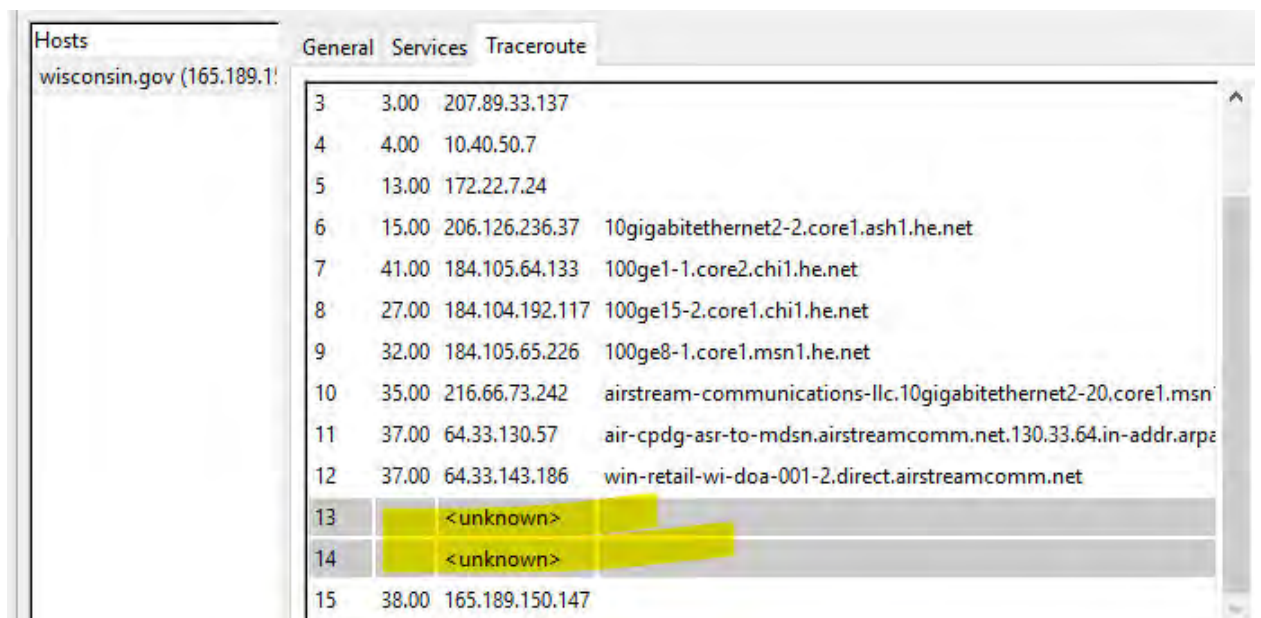 Hosts
General Services Traceroute
wisconsin.gov (165.189.1
3 3.00 207.89.33.137
4 4.00 10.40.50.7
5 13.00 172.22.7.24
6 15.00 206.126.236.37 10gigabitethernet2-2.core1.ash1.he.net
7 41.00 184.105.64.133 100ge1-1.core2.chi1.he.net
8 27.00 184.104.192.117 100ge15-2.core1.chi1.he.net
9 32.00 184.105.65.226 100ge8-1.core1.msn1.he.net
10 35.00 216.66.73.242 airstream-communications-llc.10gigabitethernet2-20.core1.msn
11 37.00 64.33.130.57 air-cpdg-asr-to-mdsn.airstreamcomm.net.130.33.64.in-addr.arpa
12 37.00 64.33.143.186 win-retail-wi-doa-001-2.direct.airstreamcomm.net
13 <unknown>
14 <unknown>
15 38.00 165.189.150.147